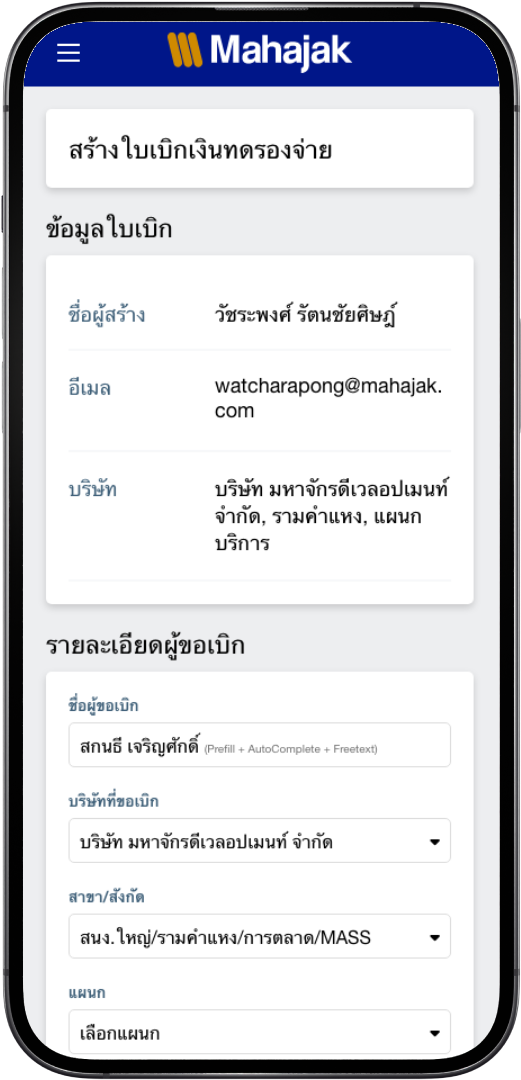 Mahajak
สร้างใบเบิกเงินทดรองจ่าย
ข้อมูลใบเบิก
ชื่อผู้สร้าง วัชระพงศ์ รัตนชัยศิษฎ์
อีเมล watcharapong@mahajak.
com
บริษัท บริษัท มหาจักรดีเวลอปเมนท์
จำกัด, รามคำแหง, แผนก
บริการ
รายละเอียดผู้ขอเบิก
ชื่อผู้ขอเบิก
สกนธี เจริญศักดิ์ (Prefill + AutoComplete + Freetext)
บริษัทที่ขอเบิก
บริษัท มหาจักรดีเวลอปเมนท์ จำกัด
สาขา/สังกัด
สนง.ใหญ่/รามคำแหง/การตลาด/MASS
แผนก
เลือกแผนก